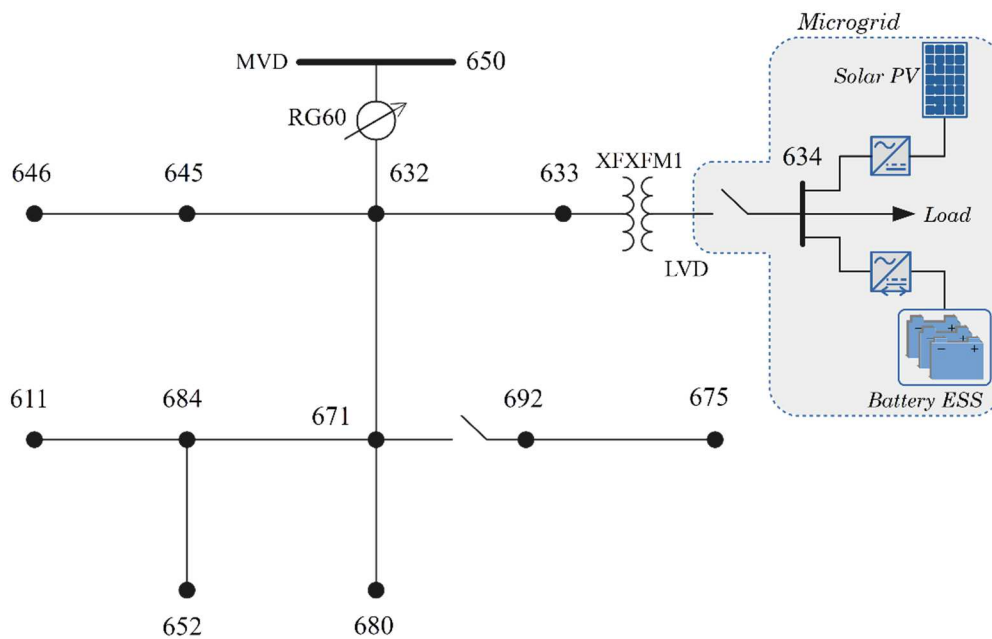 Microgrid
MVD
650
Solar PV
RG60
634
646
645
632
633
XFXFM1
Load
LVD
611
684
671
692
675
− +
− +
− +
Battery ESS
652
680